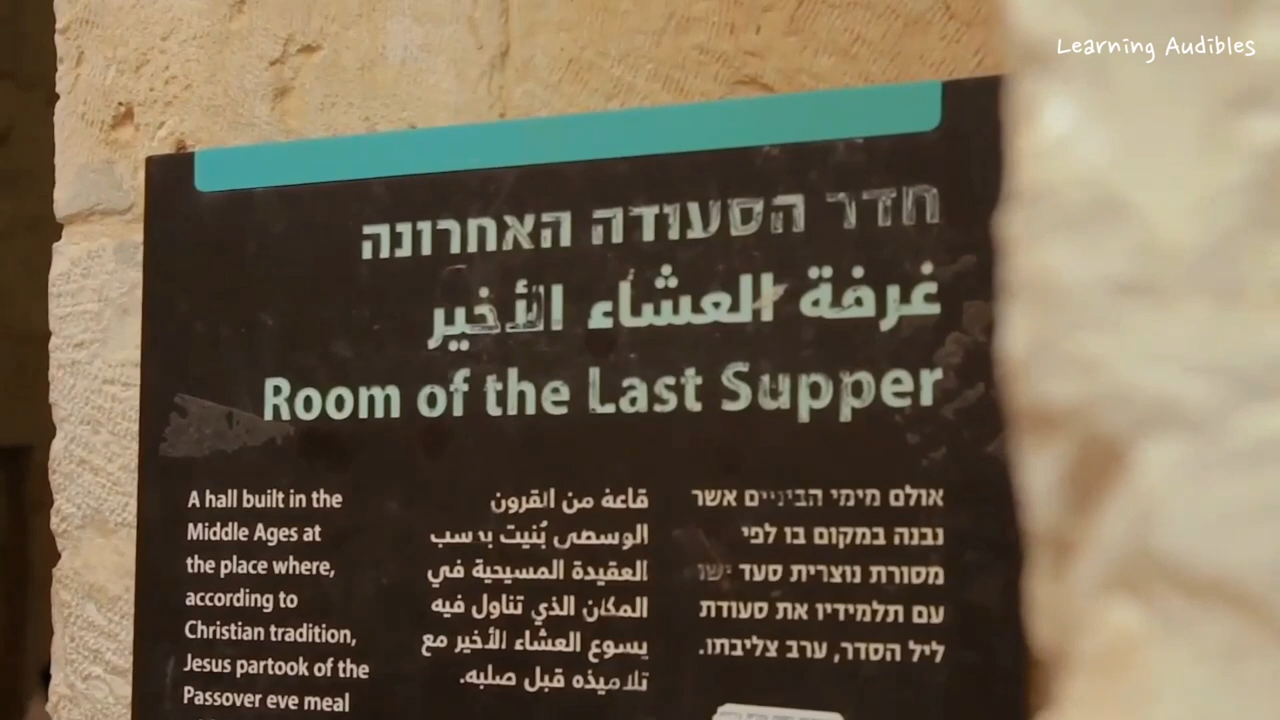 Learning Audibles
חדר הסעודה האחרונה
غرفة العشاء الأخير
Room of the Last Supper
A hall built in the
Middle Ages at
the place where,
according to
Christian tradition,
Jesus partook of the
Passover eve meal
قاعة من القرون
الوسطى بُنيت بحسب
العقيدة المسيحية في
المكان الذي تناول فيه
يسوع العشاء الأخير مع
تلاميذه قبل صلبه.
אולם מימי הביניים אשר
נבנה במקום בו לפי
מסורת נוצרית סעד ישו
עם תלמידיו את סעודת
ליל הסדר, ערב צליבתו.